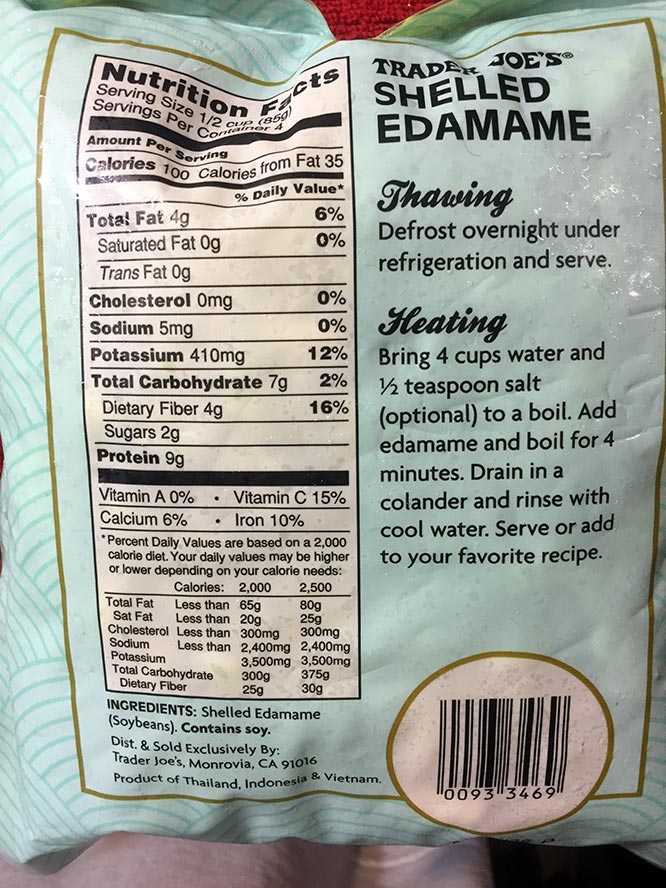 Nutrition Facts
Serving Size 1/2 cup (85g)
Servings Per Container 4
Amount Per Serving
Calories 100 Calories from Fat 35
% Daily Value*
Total Fat 4g 6%
Saturated Fat 0g 0%
Trans Fat 0g
Cholesterol 0mg 0%
Sodium 5mg 0%
Potassium 410mg 12%
Total Carbohydrate 7g 2%
Dietary Fiber 4g 16%
Sugars 2g
Protein 9g
Vitamin A 0% • Vitamin C 15%
Calcium 6% • Iron 10%
*Percent Daily Values are based on a 2,000
calorie diet. Your daily values may be higher
or lower depending on your calorie needs:
Calories: 2,000 2,500
Total Fat Less than 65g 80g
Sat Fat Less than 20g 25g
Cholesterol Less than 300mg 300mg
Sodium Less than 2,400mg 2,400mg
Potassium 3,500mg 3,500mg
Total Carbohydrate 300g 375g
Dietary Fiber 25g 30g
INGREDIENTS: Shelled Edamame
(Soybeans). Contains soy.
Dist. & Sold Exclusively By:
Trader Joe's, Monrovia, CA 91016
Product of Thailand, Indonesia & Vietnam.
TRADER JOE'S®
SHELLED
EDAMAME
Thawing
Defrost overnight under
refrigeration and serve.
Heating
Bring 4 cups water and
½ teaspoon salt
(optional) to a boil. Add
edamame and boil for 4
minutes. Drain in a
colander and rinse with
cool water. Serve or add
to your favorite recipe.
0093 3469